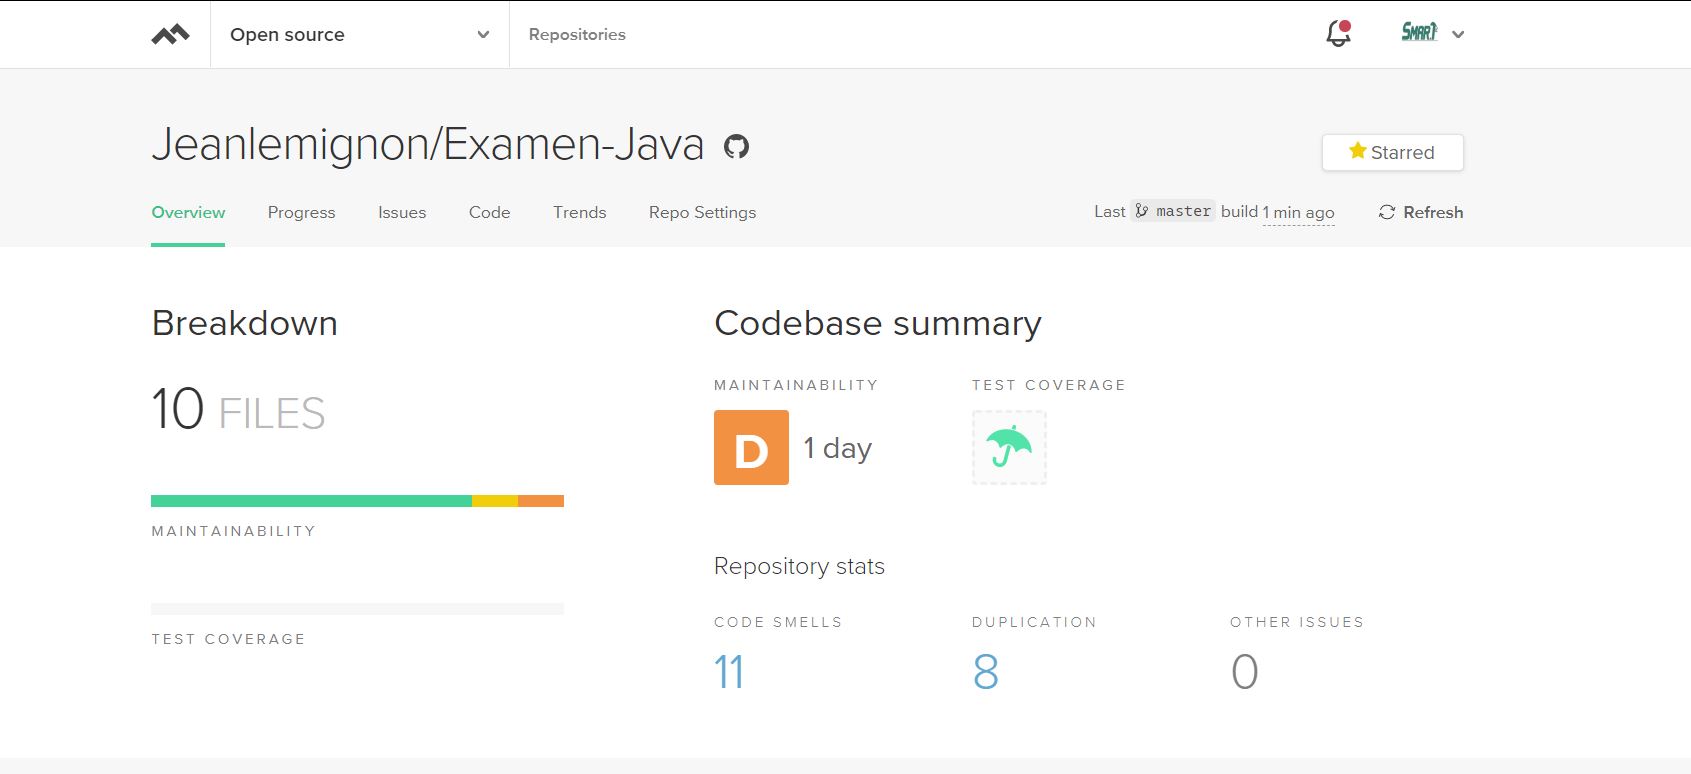 Open source
Repositories
SMAR1
Jeanlemignon/Examen-Java
Starred
Overview
Progress
Issues
Code
Trends
Repo Settings
Last master build 1 min ago
Refresh
Breakdown
10 FILES
MAINTAINABILITY
TEST COVERAGE
Codebase summary
MAINTAINABILITY
D 1 day
TEST COVERAGE
Repository stats
CODE SMELLS
11
DUPLICATION
8
OTHER ISSUES
0